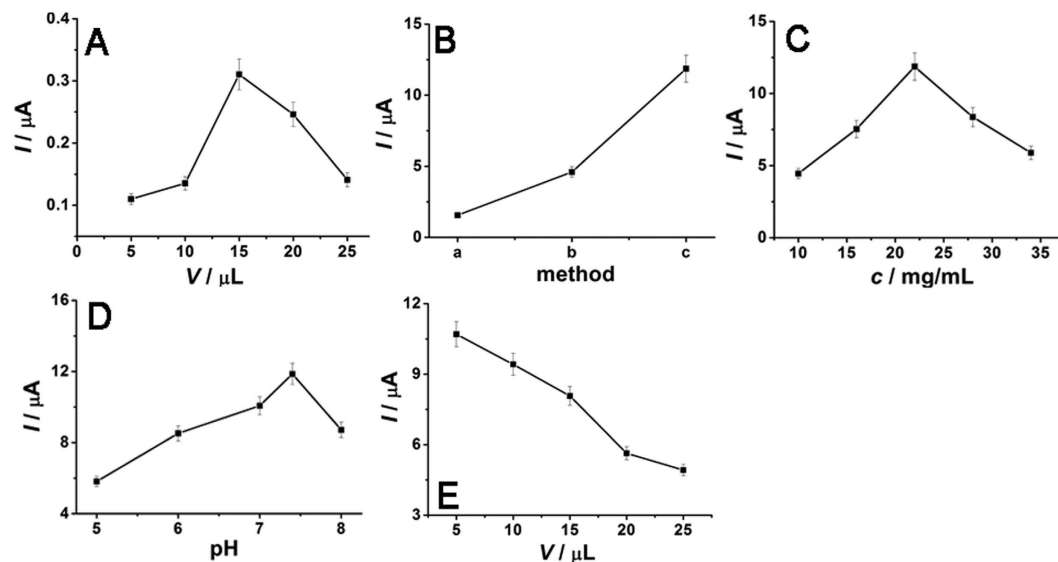 A
I / μA
0.4
0.3
0.2
0.1
0 5 10 15 20 25
V / μL
B
I / μA
15
10
5
0
a b c
method
C
I / μA
15
10
5
0
10 15 20 25 30 35
c / mg/mL
D
I / μA
16
12
8
4
5 6 7 8
pH
E
I / μA
12
9
6
3
5 10 15 20 25
V / μL